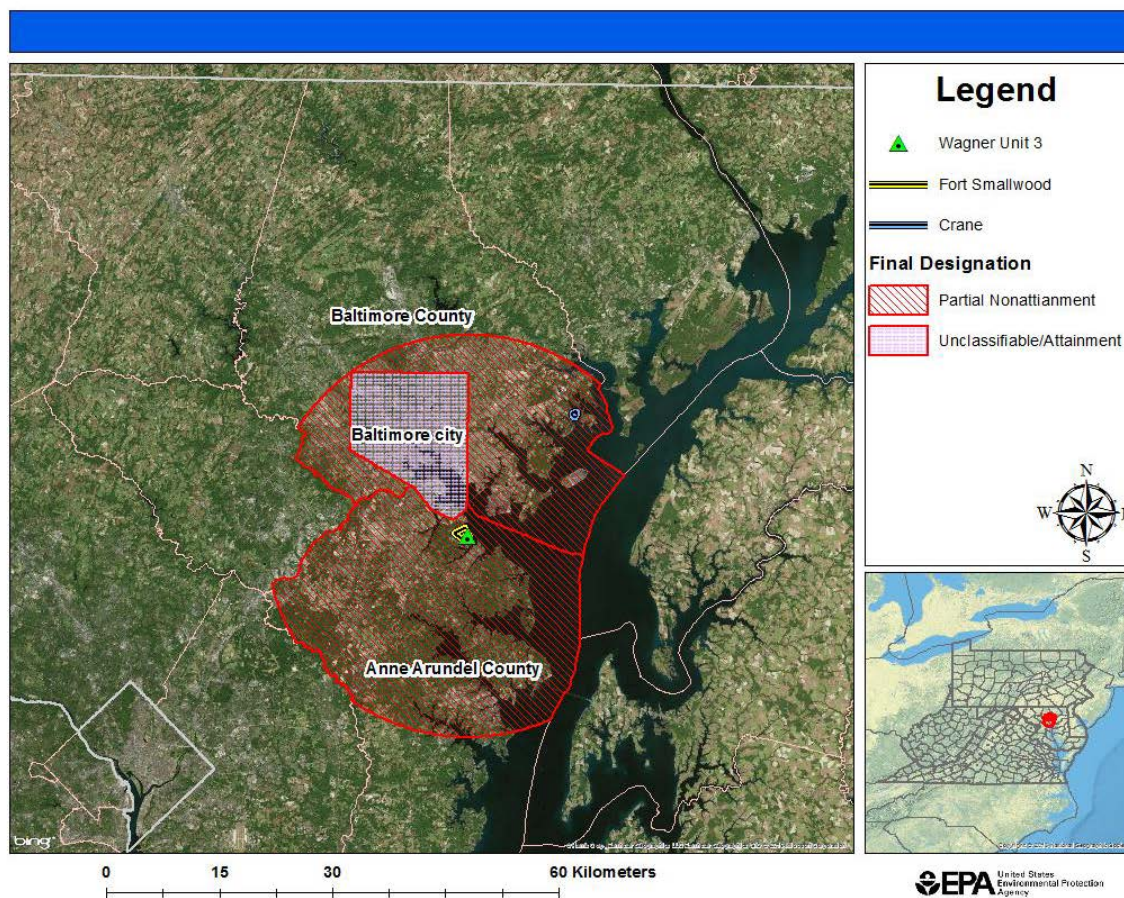 Legend
Wagner Unit 3
Fort Smallwood
Crane
Final Designation
Partial Nonattianment
Unclassifiable/Attainment
Baltimore County
Baltimore city
Anne Arundel County
N
W
S
bing
0 15 30 60 Kilometers
EPA
United States
Environmental Protection
Agency